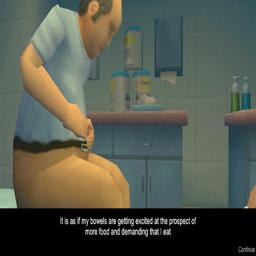 It is as if my bowels are getting excited at the prospect of
more food and demanding that I eat
Continue